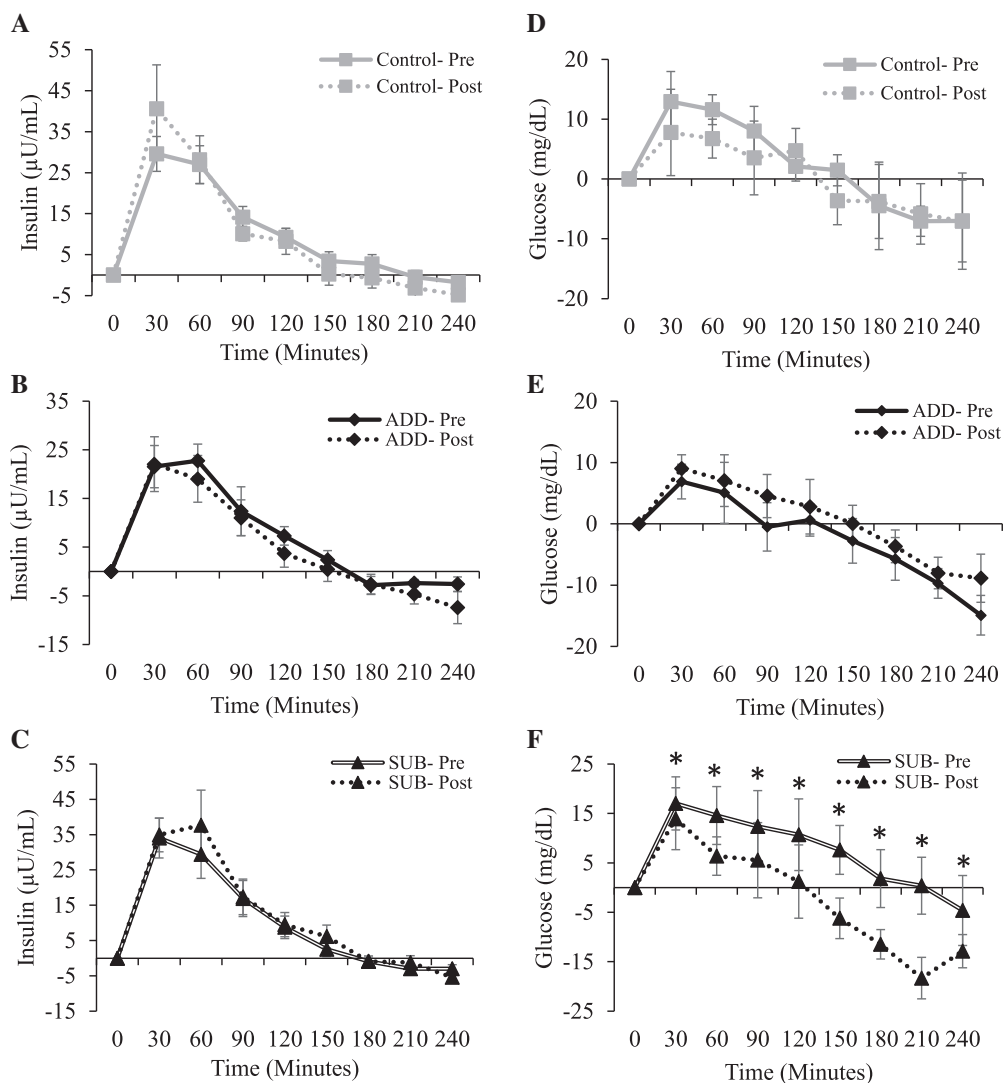 A
Insulin (µU/mL)
55
45
35
25
15
5
-5
Control- Pre
Control- Post
0 30 60 90 120 150 180 210 240
Time (Minutes)
D
Glucose (mg/dL)
20
10
0
-10
-20
Control- Pre
Control- Post
0 30 60 90 120 150 180 210 240
Time (Minutes)
B
Insulin (µU/mL)
35
25
15
5
-5
-15
ADD- Pre
ADD- Post
0 30 60 90 120 150 180 210 240
Time (Minutes)
E
Glucose (mg/dL)
20
10
0
-10
-20
ADD- Pre
ADD- Post
0 30 60 90 120 150 180 210 240
Time (Minutes)
C
Insulin (µU/mL)
55
45
35
25
15
5
-5
-15
SUB- Pre
SUB- Post
0 30 60 90 120 150 180 210 240
Time (Minutes)
F
Glucose (mg/dL)
25
15
5
-5
-15
-25
SUB- Pre
SUB- Post
* * * * * * * *
0 30 60 90 120 150 180 210 240
Time (Minutes)